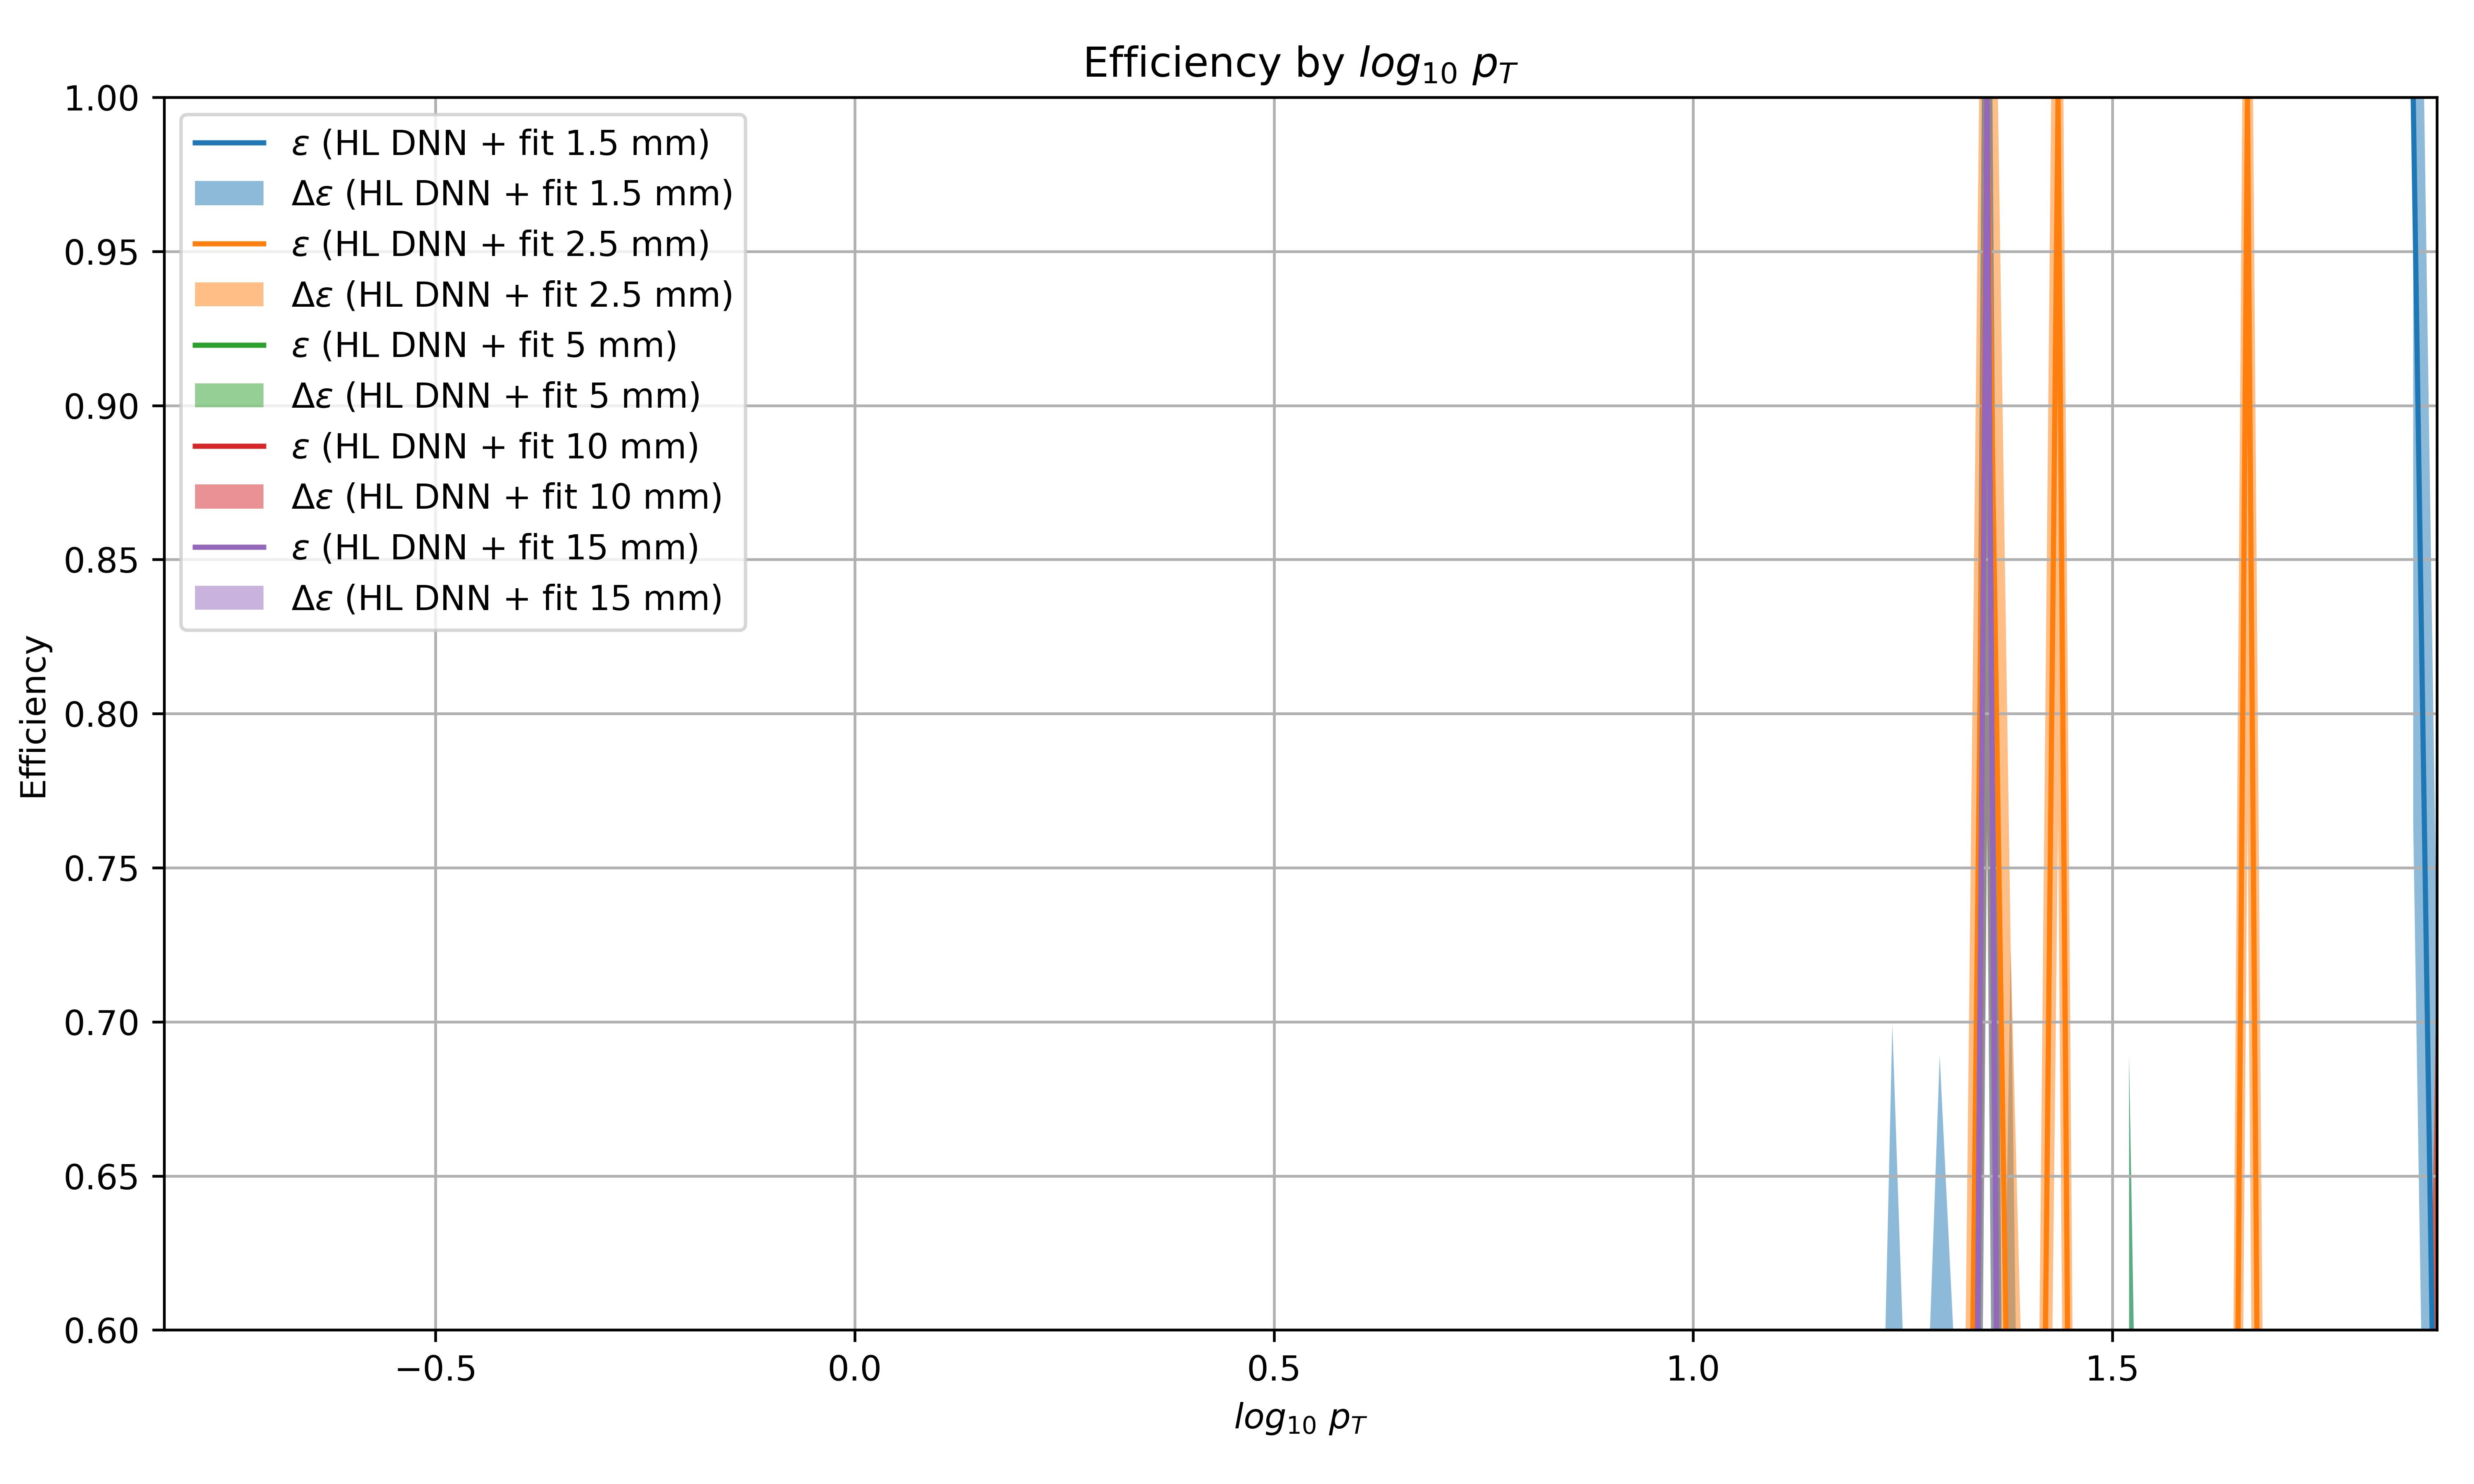 Efficiency by log₁₀ p_T
1.00
0.95
0.90
0.85
0.80
0.75
0.70
0.65
0.60
Efficiency
ε (HL DNN + fit 1.5 mm)
Δε (HL DNN + fit 1.5 mm)
ε (HL DNN + fit 2.5 mm)
Δε (HL DNN + fit 2.5 mm)
ε (HL DNN + fit 5 mm)
Δε (HL DNN + fit 5 mm)
ε (HL DNN + fit 10 mm)
Δε (HL DNN + fit 10 mm)
ε (HL DNN + fit 15 mm)
Δε (HL DNN + fit 15 mm)
−0.5 0.0 0.5 1.0 1.5
log₁₀ p_T